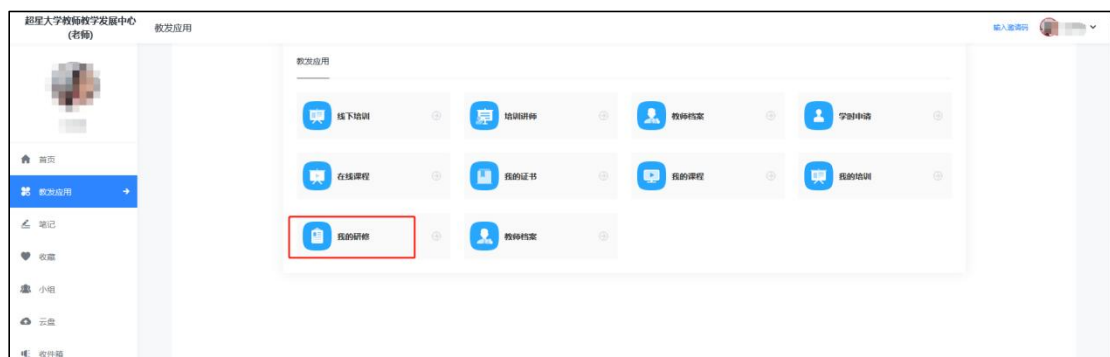 超星大学教师教学发展中心
(老师)
教发应用
输入邀请码
教发应用
线下培训
培训讲师
教师档案
学时申请
首页
教发应用
在线课程
我的证书
我的课程
我的培训
笔记
我的研修
教师档案
收藏
小组
云盘
收件箱